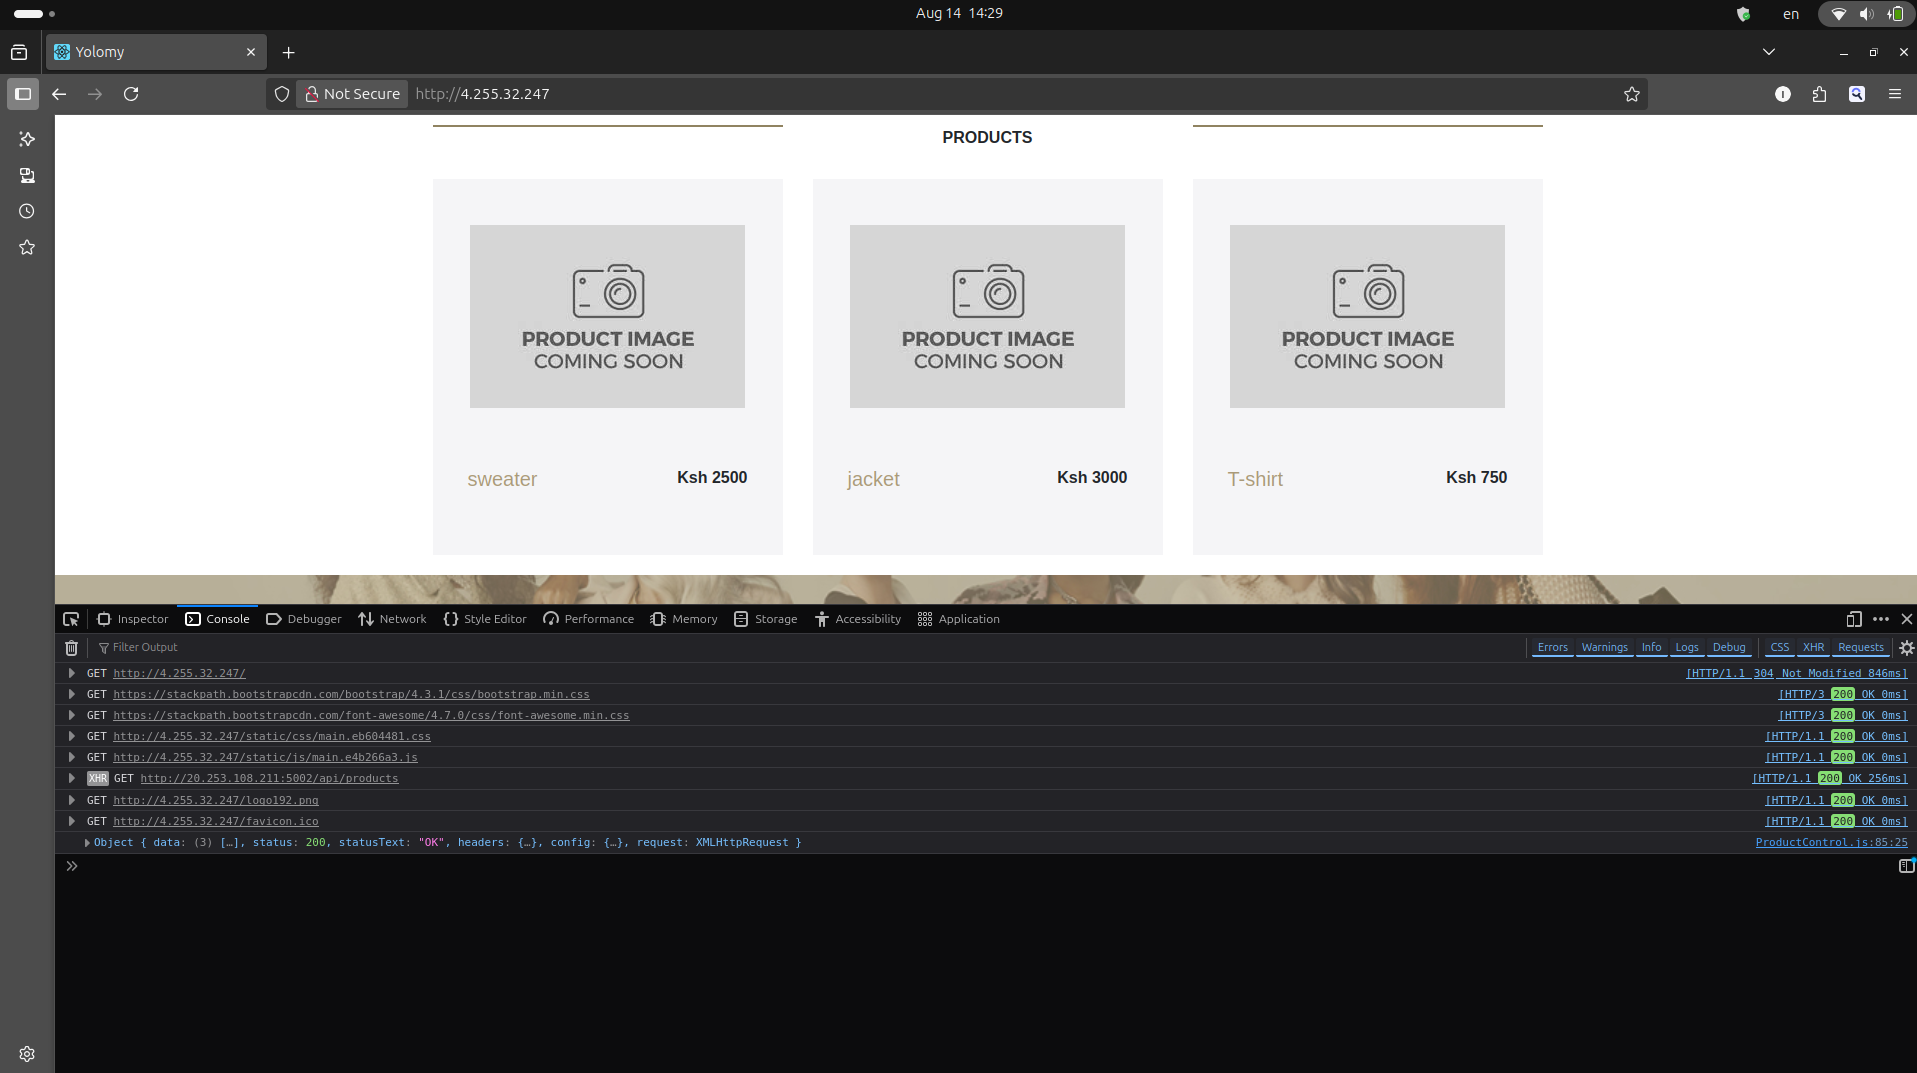 Aug 14 14:29
en
Yolomy
Not Secure
http://4.255.32.247
PRODUCTS
PRODUCT IMAGE
COMING SOON
sweater
Ksh 2500
PRODUCT IMAGE
COMING SOON
jacket
Ksh 3000
PRODUCT IMAGE
COMING SOON
T-shirt
Ksh 750
Inspector Console Debugger Network Style Editor Performance Memory Storage Accessibility Application
Filter Output
Errors Warnings Info Logs Debug CSS XHR Requests
GET http://4.255.32.247/ [HTTP/1.1 304 Not Modified 846ms]
GET https://stackpath.bootstrapcdn.com/bootstrap/4.3.1/css/bootstrap.min.css [HTTP/3 200 OK 0ms]
GET https://stackpath.bootstrapcdn.com/font-awesome/4.7.0/css/font-awesome.min.css [HTTP/3 200 OK 0ms]
GET http://4.255.32.247/static/css/main.eb604481.css [HTTP/1.1 200 OK 0ms]
GET http://4.255.32.247/static/js/main.e4b266a3.js [HTTP/1.1 200 OK 0ms]
XHR GET http://20.253.108.211:5002/api/products [HTTP/1.1 200 OK 256ms]
GET http://4.255.32.247/logo192.png [HTTP/1.1 200 OK 0ms]
GET http://4.255.32.247/favicon.ico [HTTP/1.1 200 OK 0ms]
Object { data: (3) […], status: 200, statusText: "OK", headers: {…}, config: {…}, request: XMLHttpRequest } ProductControl.js:85:25